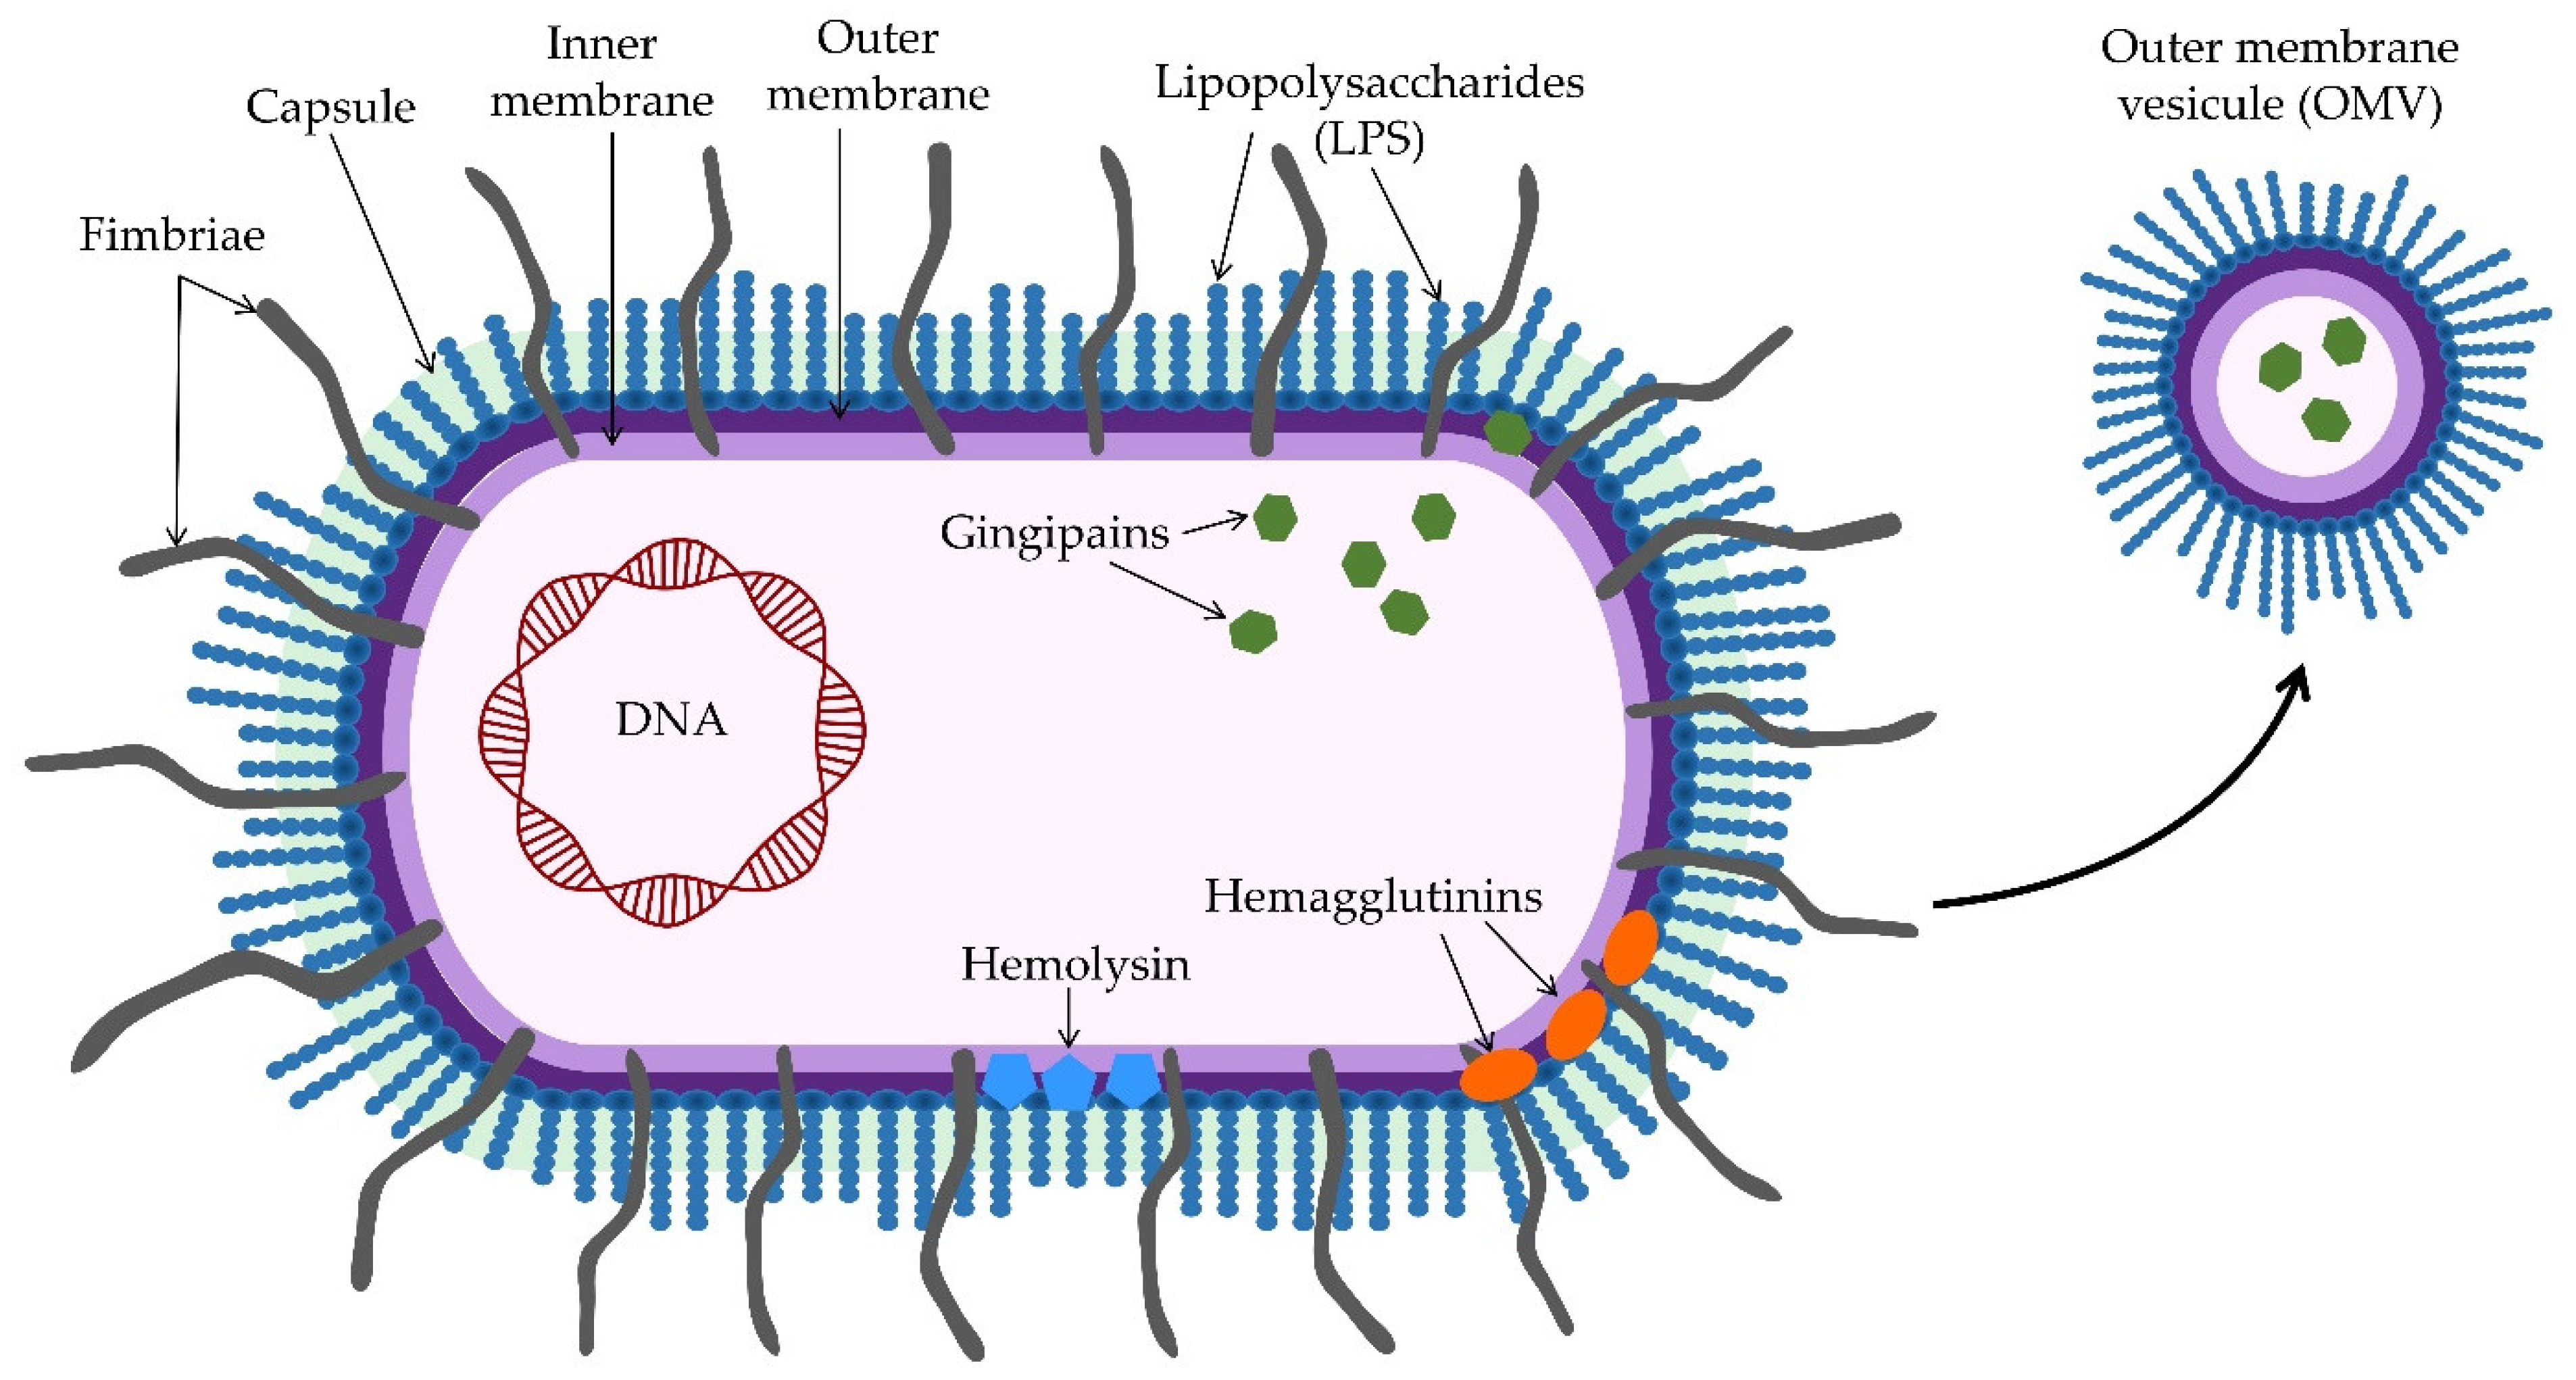 Inner
membrane
Outer
membrane
Lipopolysaccharides
(LPS)
Outer membrane
vesicule (OMV)
Capsule
Fimbriae
Gingipains
DNA
Hemagglutinins
Hemolysin